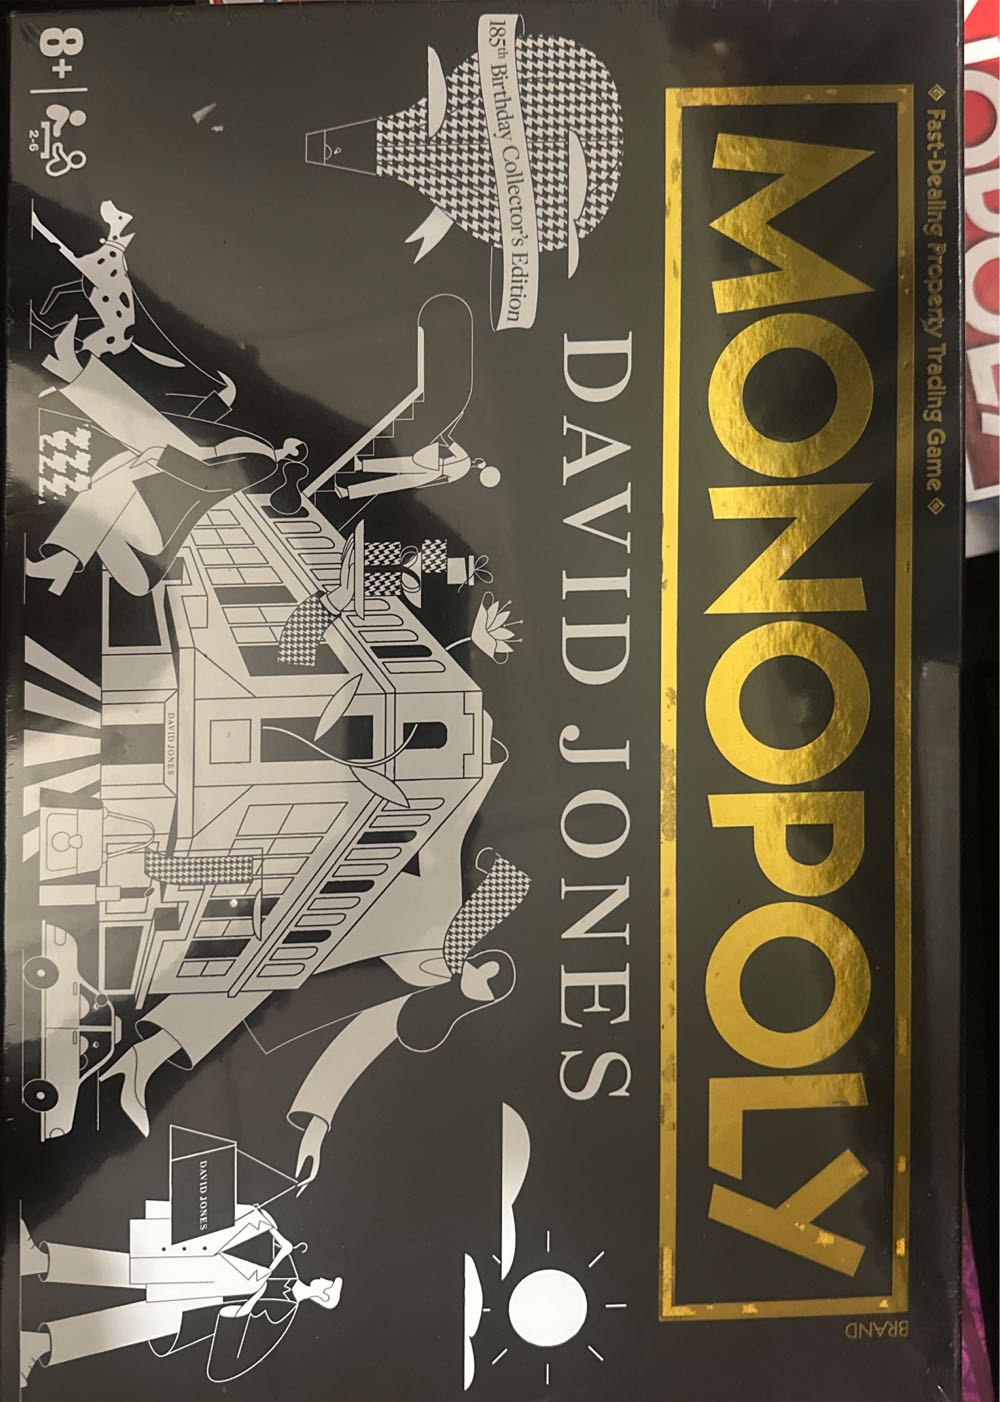 Fast-Dealing Property Trading Game
MONOPOLY
BRAND
DAVID JONES
185th Birthday Collector's Edition
DAVID JONES
DAVID JONES
8+
2-6